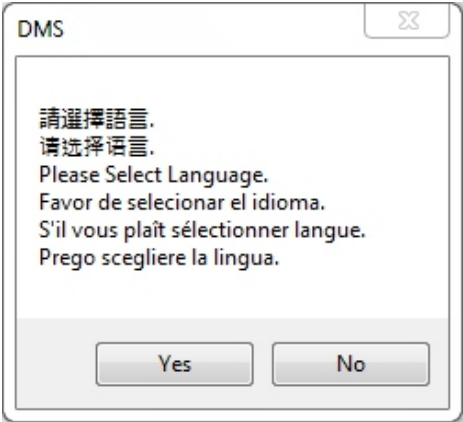 DMS
請選擇語言.
请选择语言.
Please Select Language.
Favor de selecionar el idioma.
S'il vous plaît sélectionner langue.
Prego scegliere la lingua.
Yes
No